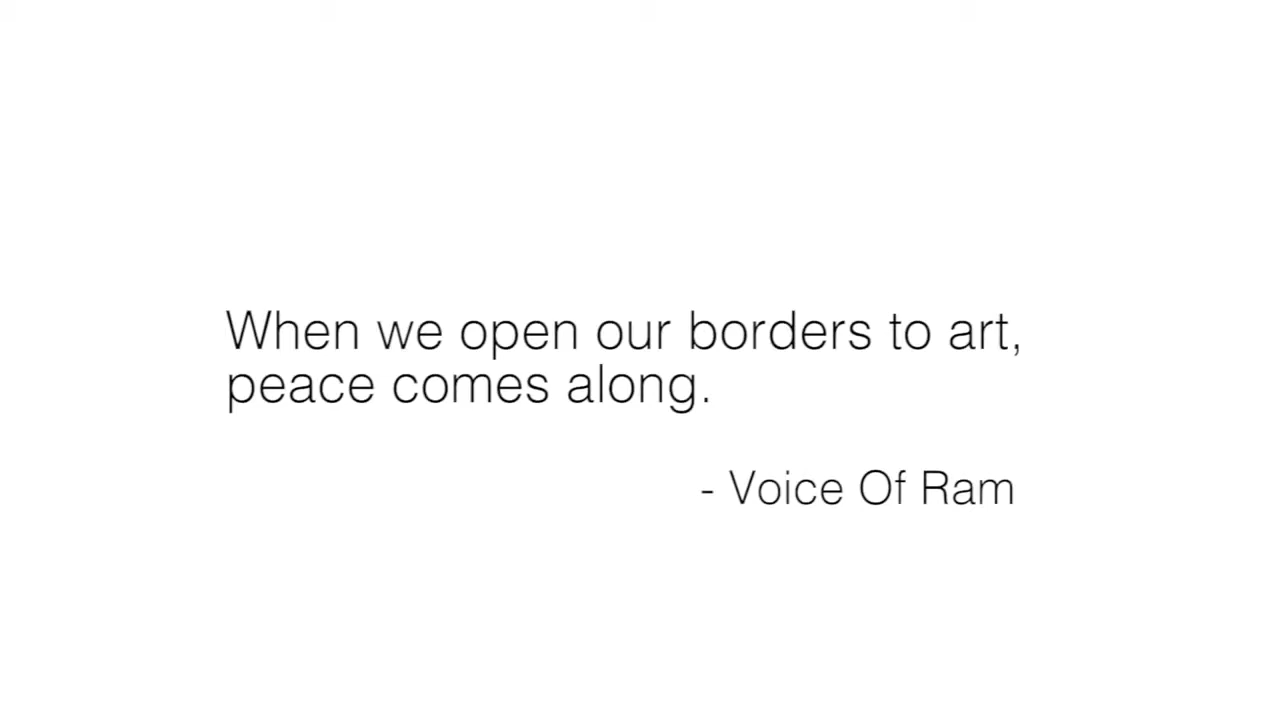 When we open our borders to art,
peace comes along.
- Voice Of Ram